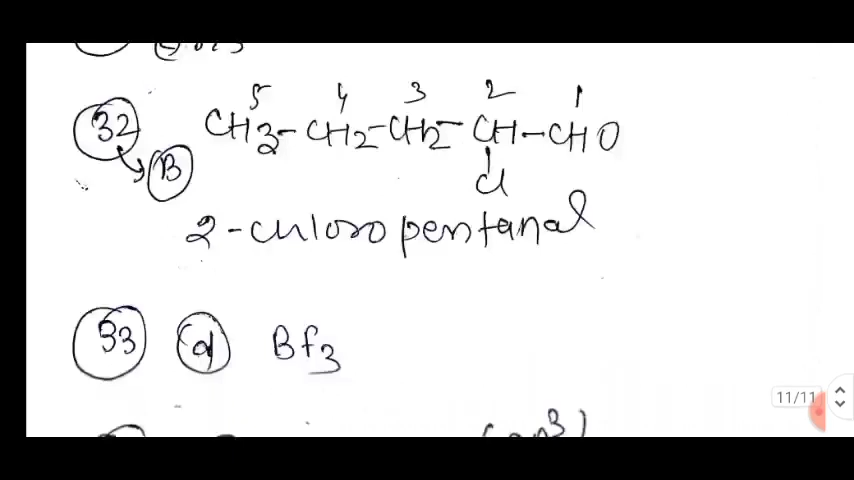 5 4 3 2 1
32 CH3-CH2-CH2-CH-CHO
B Cl
2-chloropentanal
33 d Bf3
11/11